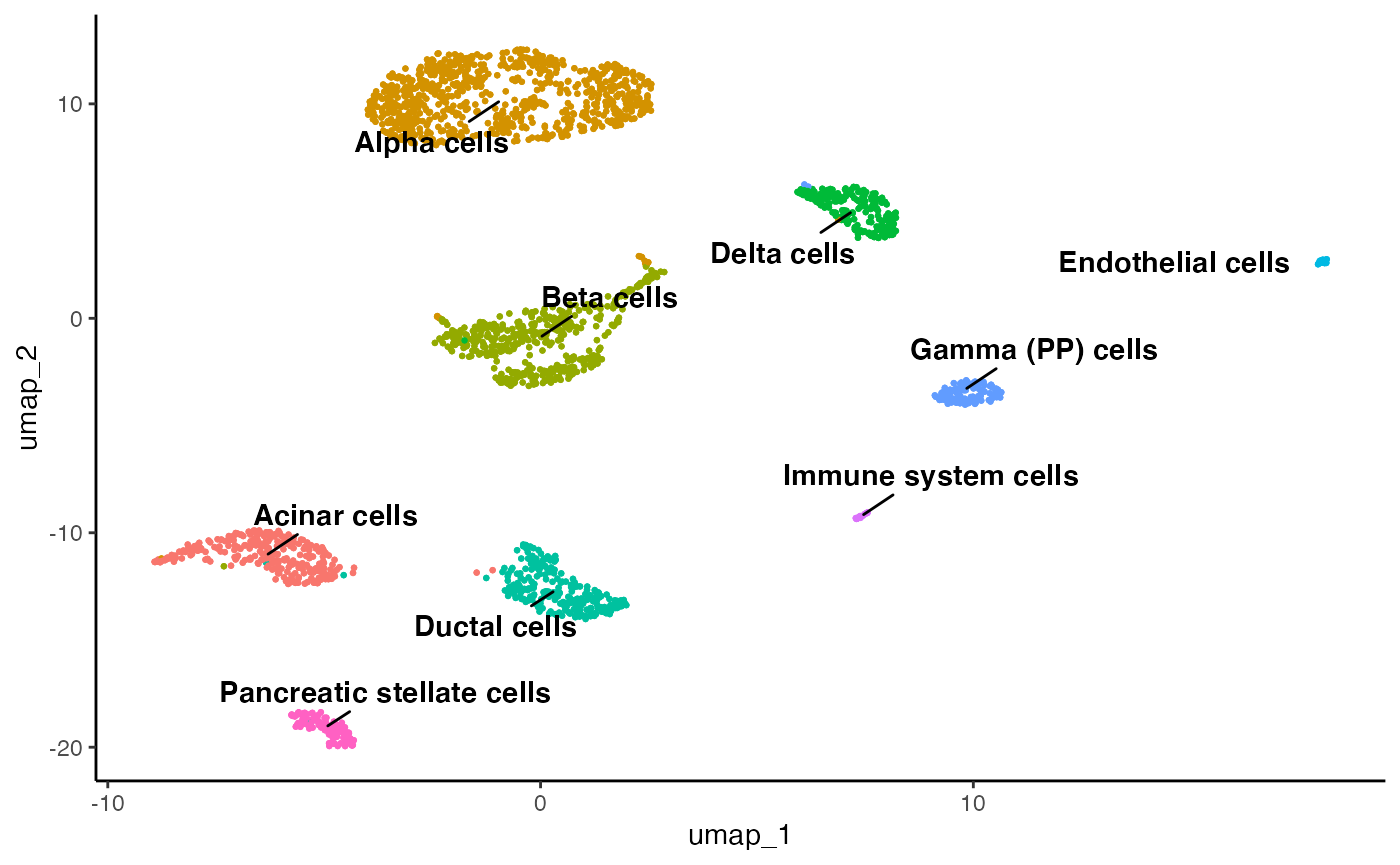 10
Alpha cells
Delta cells
Endothelial cells
Beta cells
0
Gamma (PP) cells
umap_2
Immune system cells
Acinar cells
-10
Ductal cells
Pancreatic stellate cells
-20
-10
0
10
umap_1